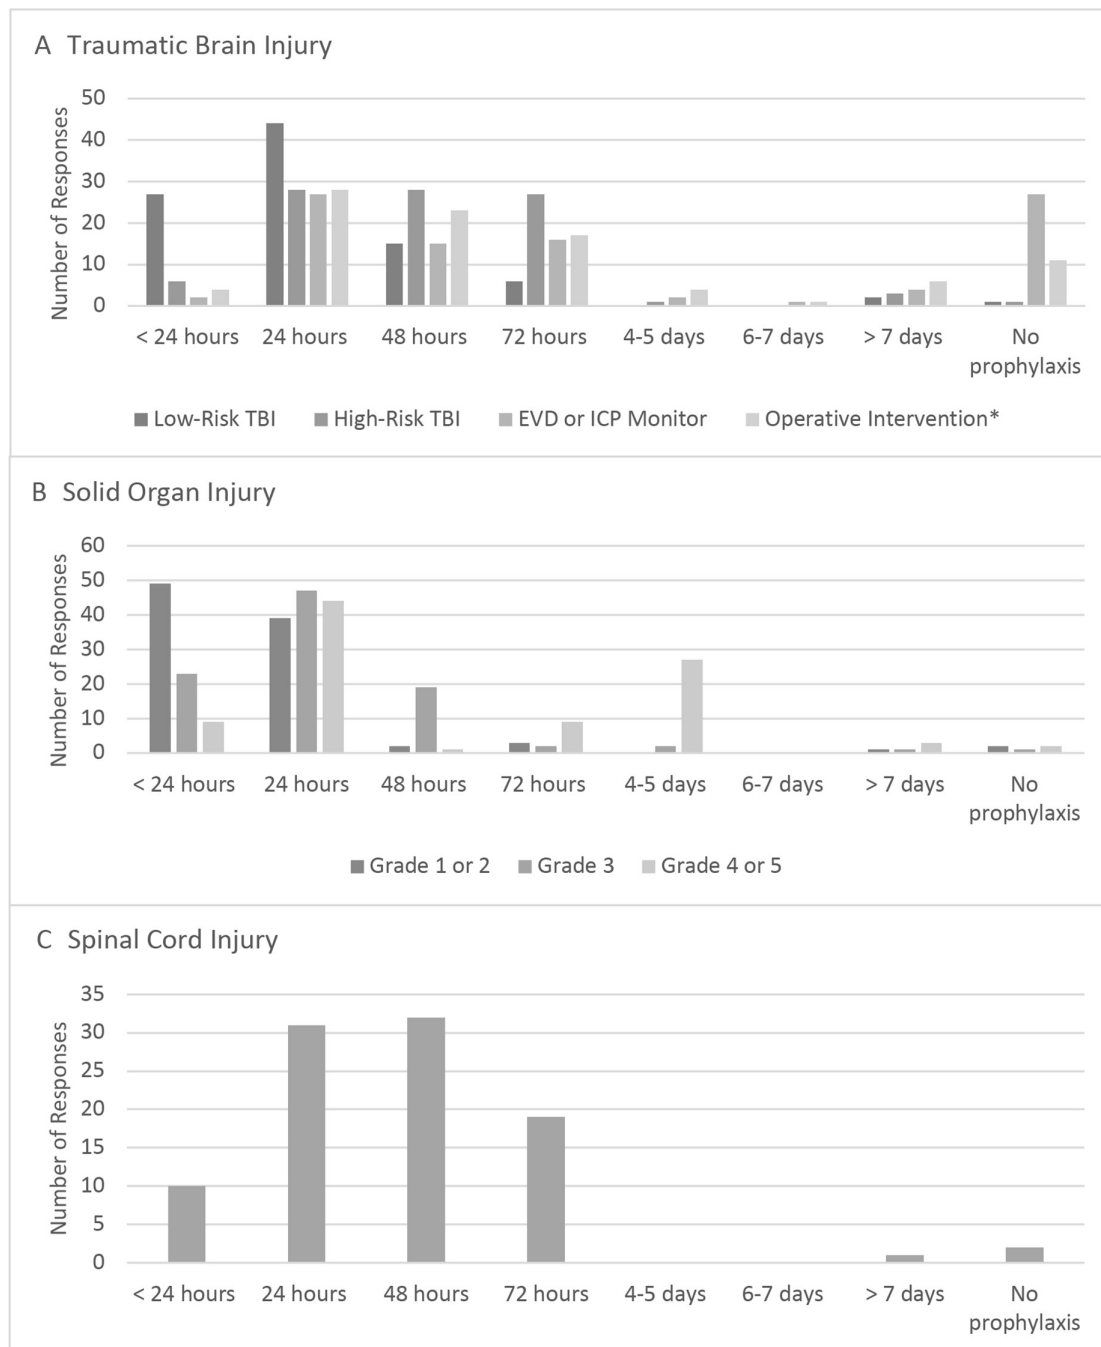 A Traumatic Brain Injury
Number of Responses
50
40
30
20
10
0
< 24 hours 24 hours 48 hours 72 hours 4-5 days 6-7 days > 7 days No prophylaxis
Low-Risk TBI High-Risk TBI EVD or ICP Monitor Operative Intervention*
B Solid Organ Injury
Number of Responses
60
50
40
30
20
10
0
< 24 hours 24 hours 48 hours 72 hours 4-5 days 6-7 days > 7 days No prophylaxis
Grade 1 or 2 Grade 3 Grade 4 or 5
C Spinal Cord Injury
Number of Responses
35
30
25
20
15
10
5
0
< 24 hours 24 hours 48 hours 72 hours 4-5 days 6-7 days > 7 days No prophylaxis